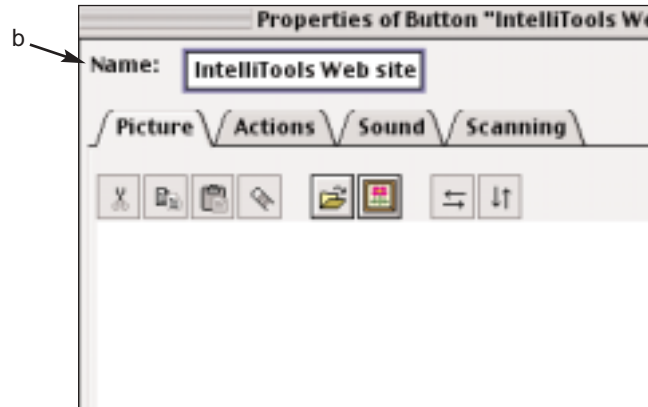 Properties of Button "IntelliTools We
b
Name: IntelliTools Web site
Picture Actions Sound Scanning